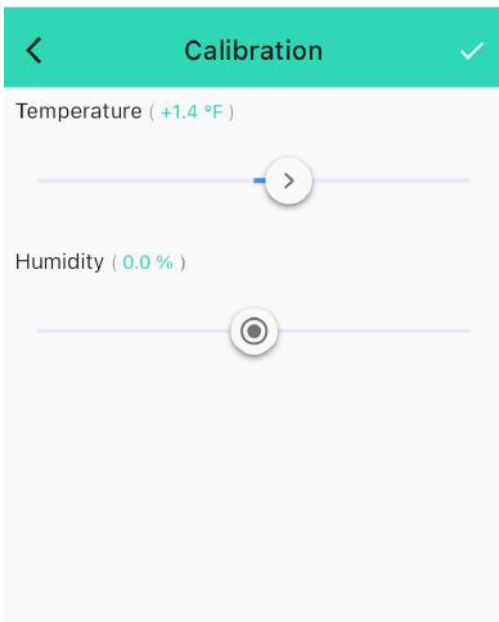 Calibration
Temperature ( +1.4 °F )
Humidity ( 0.0 % )